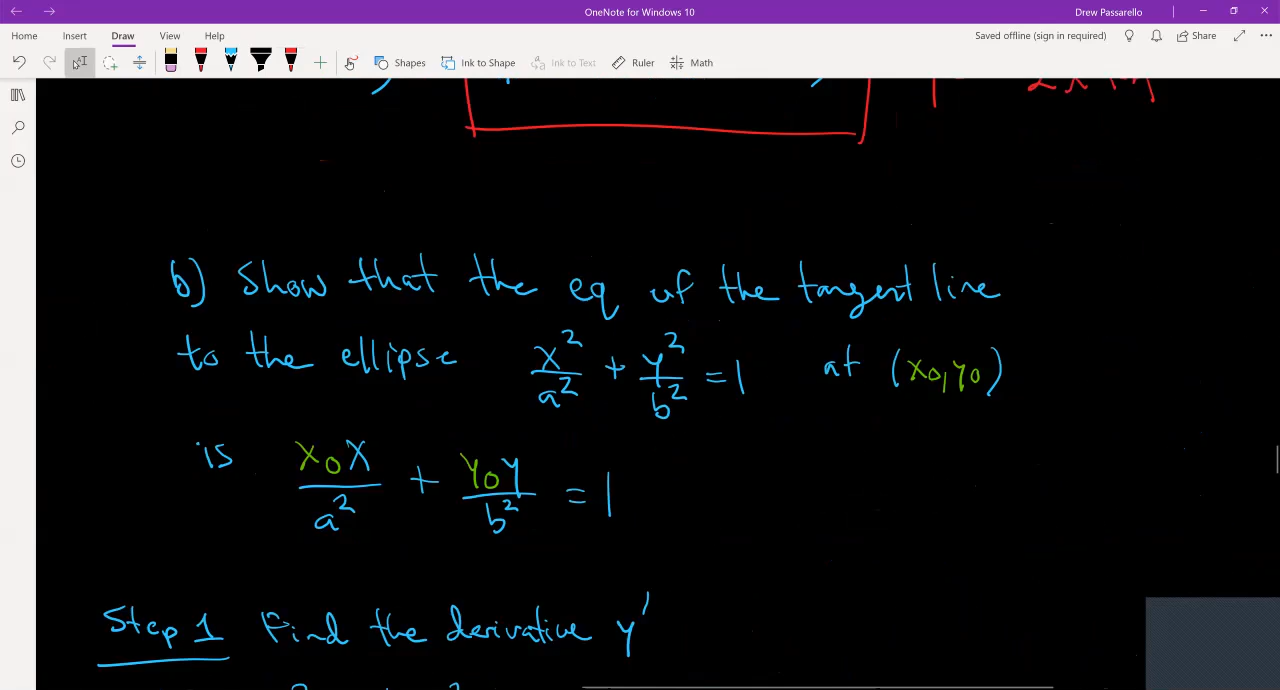 OneNote for Windows 10
Drew Passarello
Home Insert Draw View Help
Saved offline (sign in required)
Share
Shapes
Ink to Shape
Ink to Text
Ruler
Math
b) Show that the eq of the tangent line
to the ellipse x²/a² + y²/b² = 1 at (x₀, y₀)
is x₀x/a² + y₀y/b² = 1
Step 1 Find the derivative y'